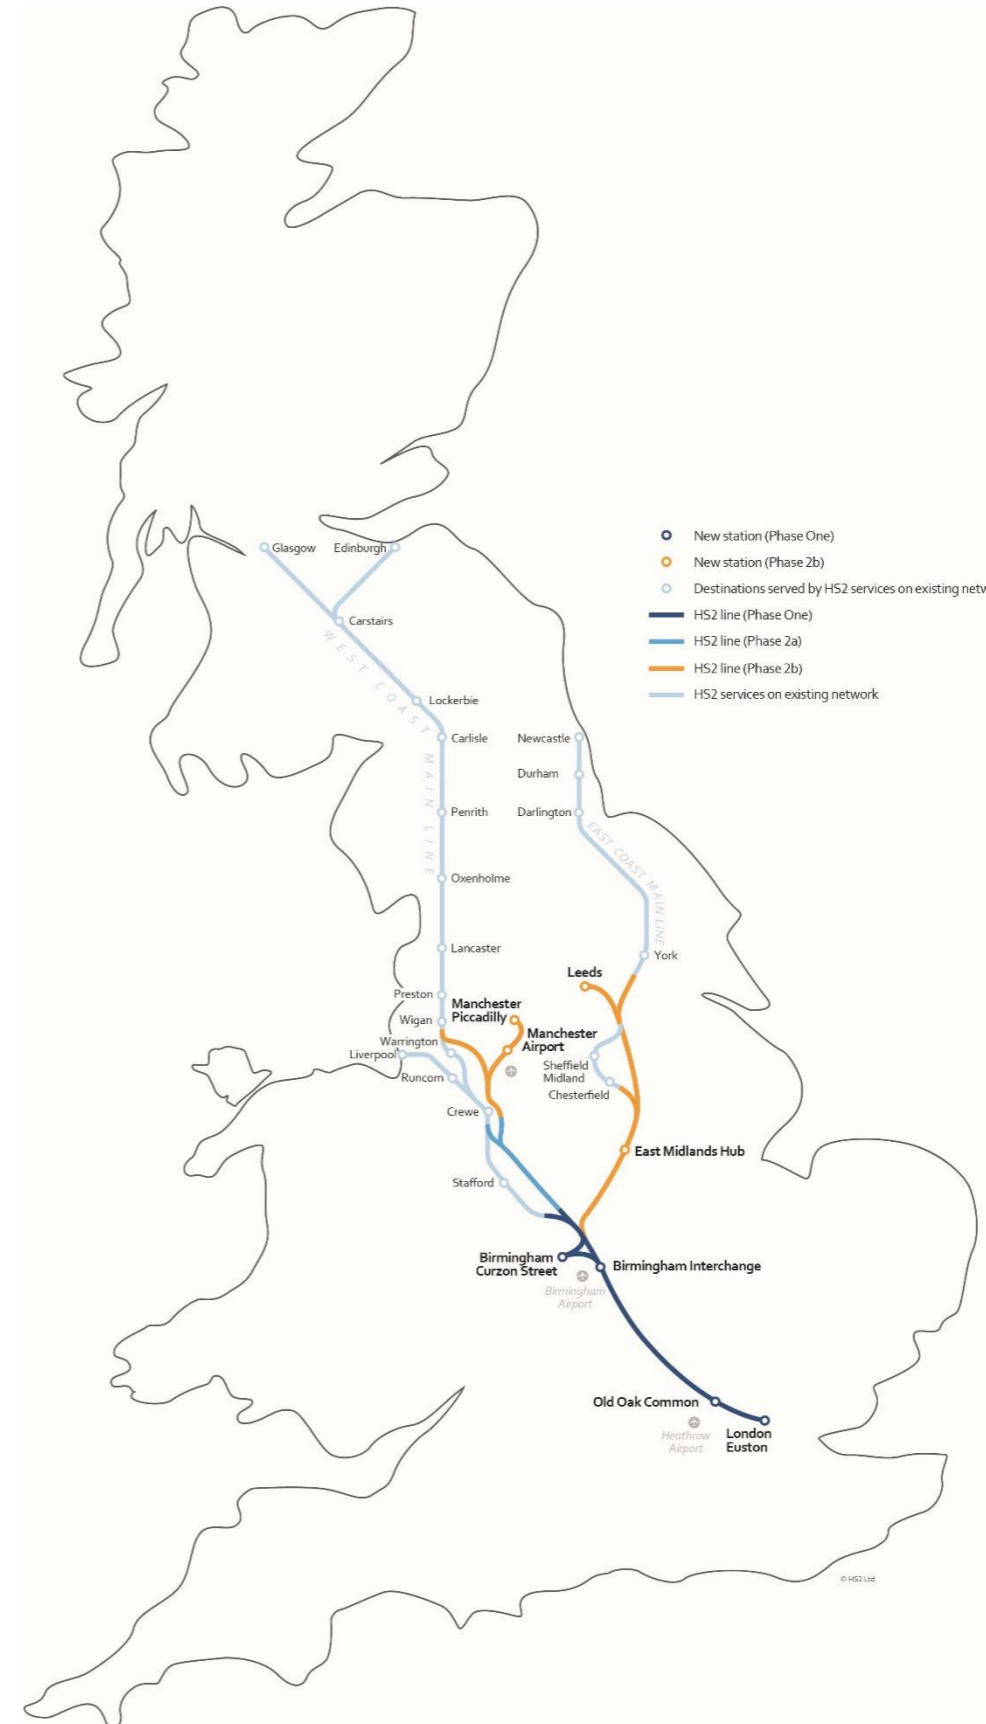 Glasgow
Edinburgh
Carstairs
WEST COAST MAIN LINE
Lockerbie
Carlisle
Newcastle
Durham
Penrith
Darlington
EAST COAST MAIN LINE
Oxenholme
Lancaster
York
Leeds
Preston
Manchester
Piccadilly
Wigan
Manchester
Airport
Warrington
Liverpool
Runcorn
Sheffield
Midland
Chesterfield
Crewe
East Midlands Hub
Stafford
Birmingham
Curzon Street
Birmingham Interchange
Birmingham
Airport
Old Oak Common
Heathrow
Airport
London
Euston
New station (Phase One)
New station (Phase 2b)
Destinations served by HS2 services on existing netw
HS2 line (Phase One)
HS2 line (Phase 2a)
HS2 line (Phase 2b)
HS2 services on existing network
© HS2 Ltd